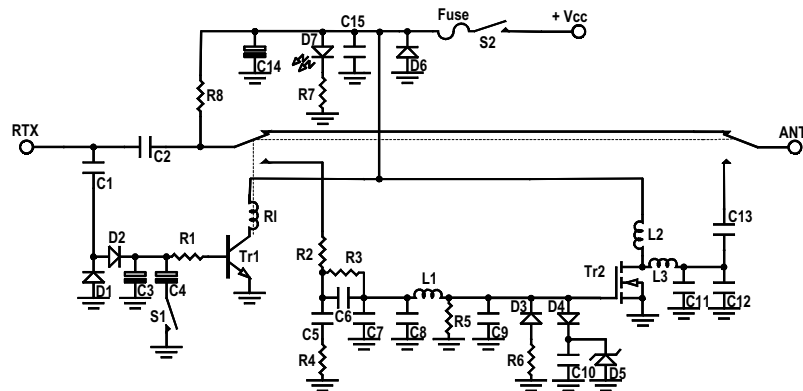 Fuse
+ Vcc
C15
D7
S2
C14
D6
R8
R7
RTX
ANT
C2
C1
Rl
C13
D2
R1
Tr1
R2
R3
L2
Tr2
L1
L3
D1
C3
C4
D3
D4
C11
C12
S1
C6
C7
C8
R5
C9
C5
R6
R4
C10
D5